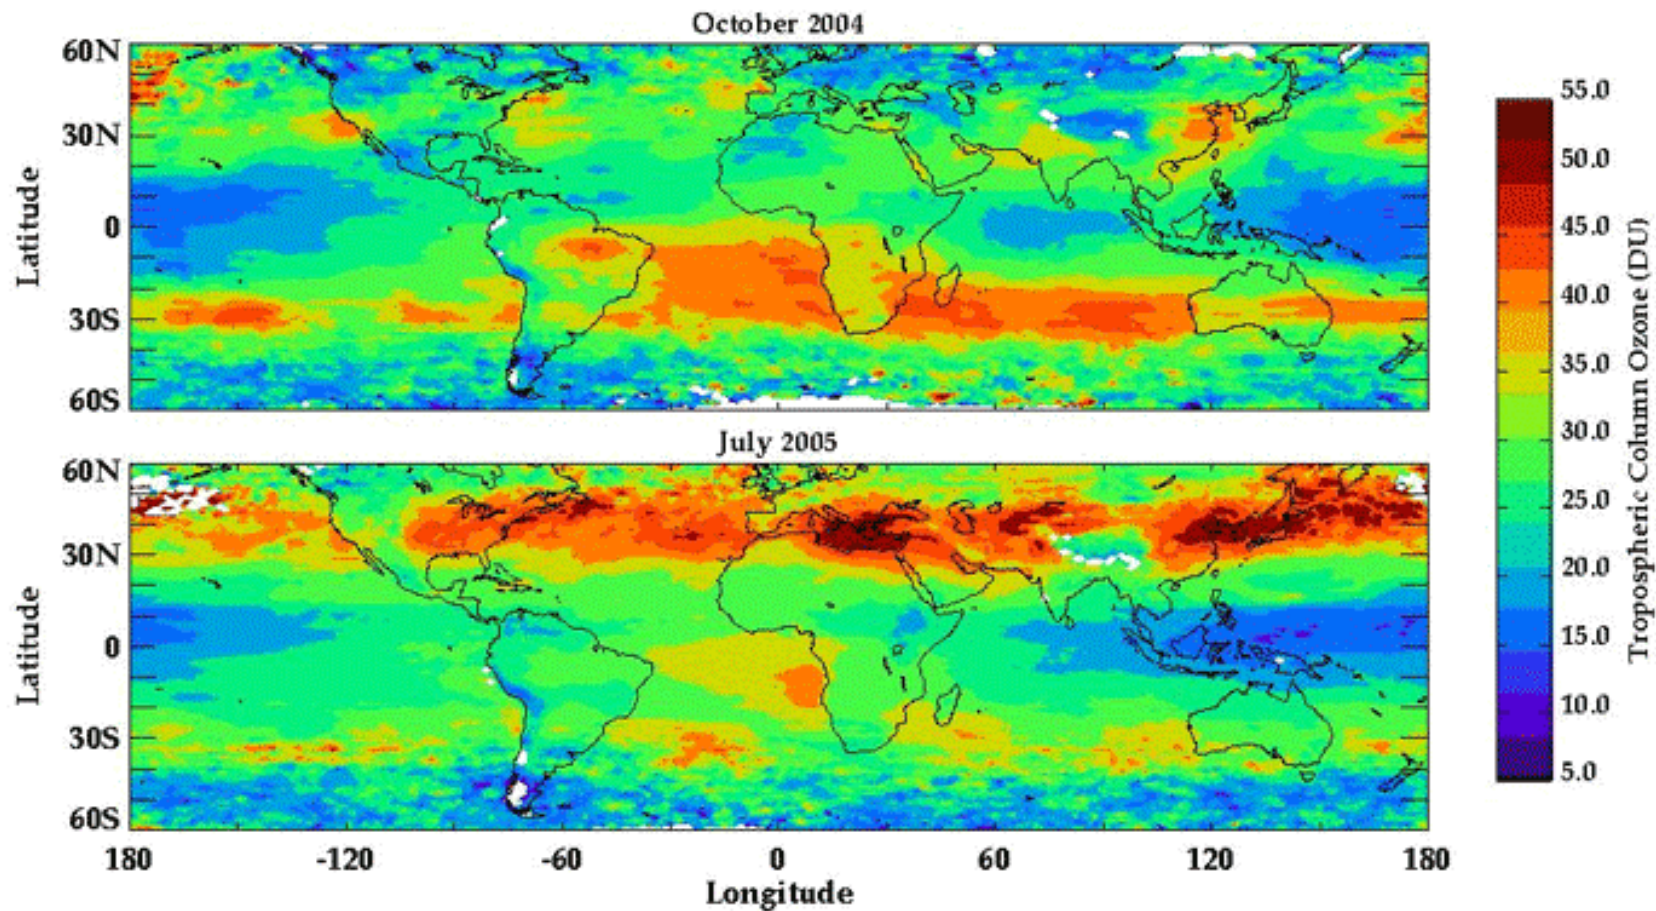 October 2004
60N
30N
0
30S
60S
Latitude
July 2005
60N
30N
0
30S
60S
Latitude
180 -120 -60 0 60 120 180
Longitude
55.0
50.0
45.0
40.0
35.0
30.0
25.0
20.0
15.0
10.0
5.0
Tropospheric Column Ozone (DU)